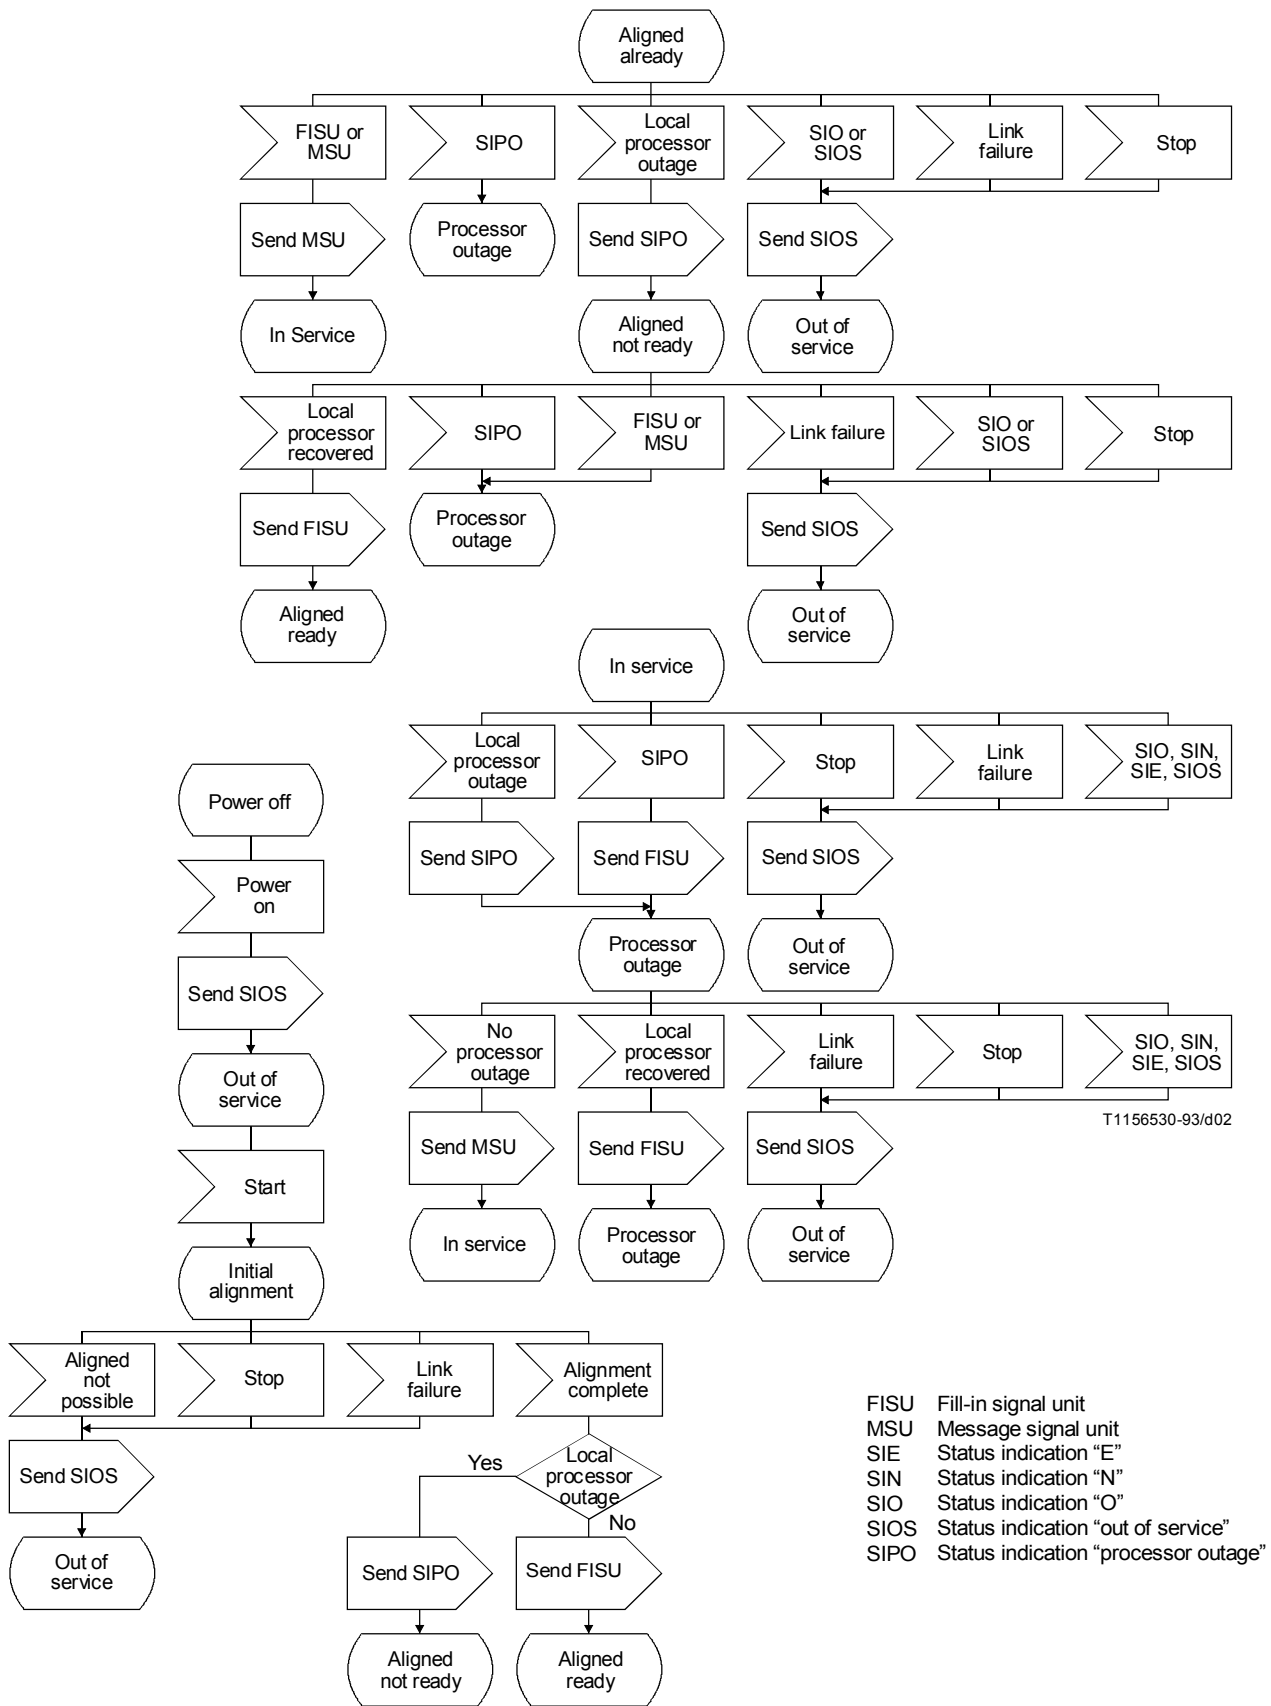 Aligned
already
FISU or
MSU
SIPO
Local
processor
outage
SIO or
SIOS
Link
failure
Stop
Send MSU
Processor
outage
Send SIPO
Send SIOS
In Service
Aligned
not ready
Out of
service
Local
processor
recovered
SIPO
FISU or
MSU
Link failure
SIO or
SIOS
Stop
Send FISU
Processor
outage
Send SIOS
Aligned
ready
Out of
service
In service
Local
processor
outage
SIPO
Stop
Link
failure
SIO, SIN,
SIE, SIOS
Send SIPO
Send FISU
Send SIOS
Processor
outage
Out of
service
No
processor
outage
Local
processor
recovered
Link
failure
Stop
SIO, SIN,
SIE, SIOS
T1156530-93/d02
Send MSU
Send FISU
Send SIOS
In service
Processor
outage
Out of
service
Power off
Power
on
Send SIOS
Out of
service
Start
Initial
alignment
Aligned
not
possible
Stop
Link
failure
Alignment
complete
Send SIOS
Out of
service
Yes
Local
processor
outage
No
Send SIPO
Send FISU
Aligned
not ready
Aligned
ready
FISU Fill-in signal unit
MSU Message signal unit
SIE Status indication “E”
SIN Status indication “N”
SIO Status indication “O”
SIOS Status indication “out of service”
SIPO Status indication “processor outage”